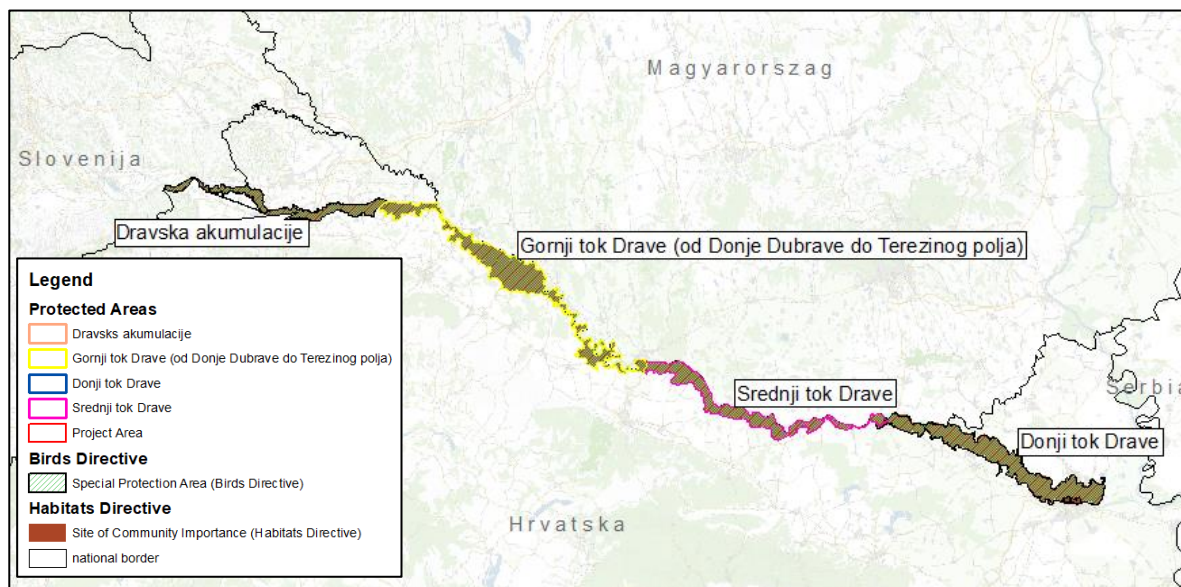 Magyarország
Slovenija
Dravska akumulacije
Gornji tok Drave (od Donje Dubrave do Terezinog polja)
Srednji tok Drave
Serbia
Donji tok Drave
Hrvatska
Legend
Protected Areas
Dravsks akumulacije
Gornji tok Drave (od Donje Dubrave do Terezinog polja)
Donji tok Drave
Srednji tok Drave
Project Area
Birds Directive
Special Protection Area (Birds Directive)
Habitats Directive
Site of Community Importance (Habitats Directive)
national border